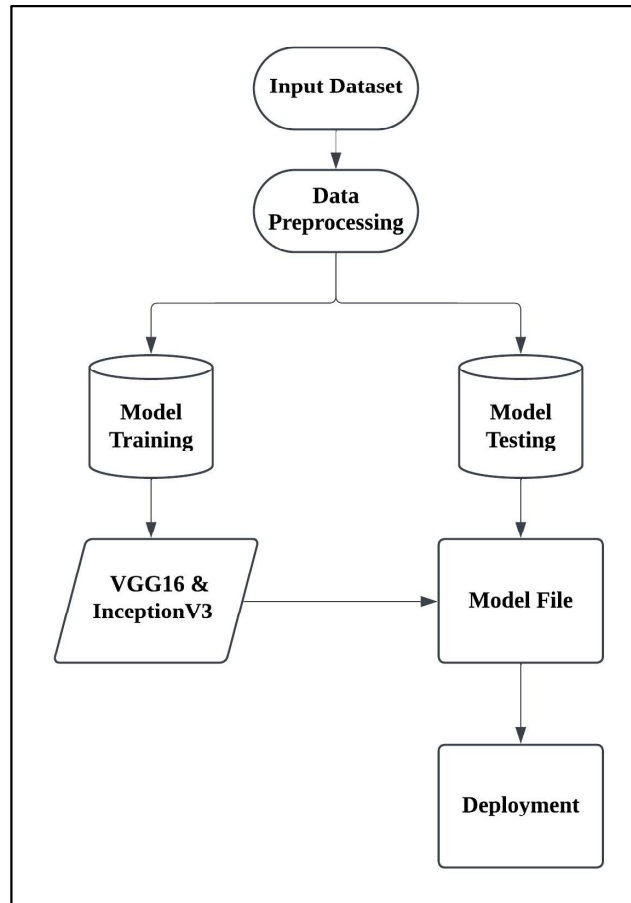 Input Dataset
Data
Preprocessing
Model
Training
Model
Testing
VGG16 &
InceptionV3
Model File
Deployment